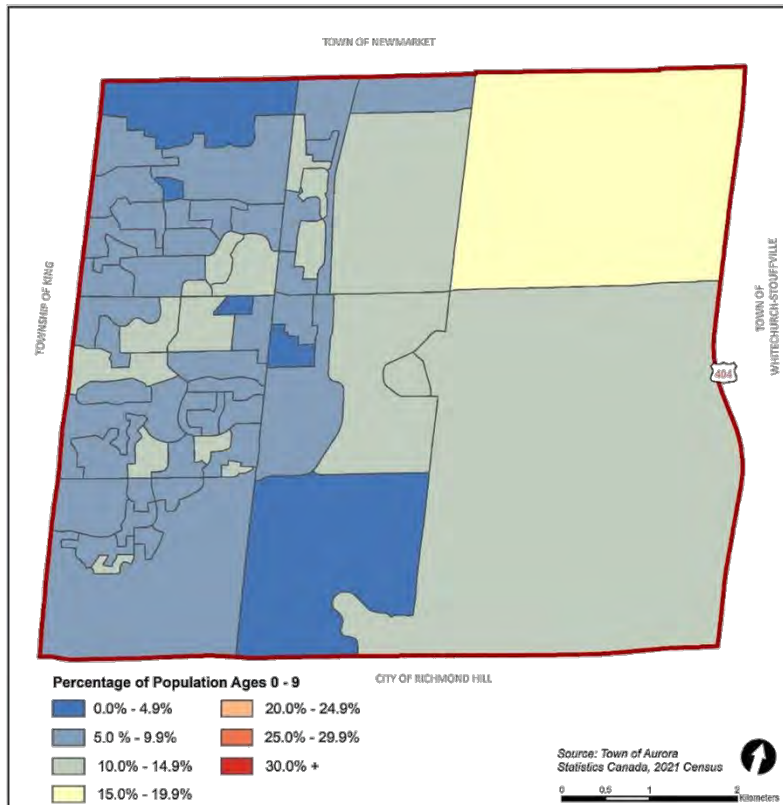 TOWN OF NEWMARKET
TOWNSHIP OF KING
TOWN OF
WHITECHURCH-STOUFFVILLE
404
CITY OF RICHMOND HILL
Percentage of Population Ages 0 - 9
0.0% - 4.9%
5.0 % - 9.9%
10.0% - 14.9%
15.0% - 19.9%
20.0% - 24.9%
25.0% - 29.9%
30.0% +
Source: Town of Aurora
Statistics Canada, 2021 Census
0 0.5 1 2
Kilometers